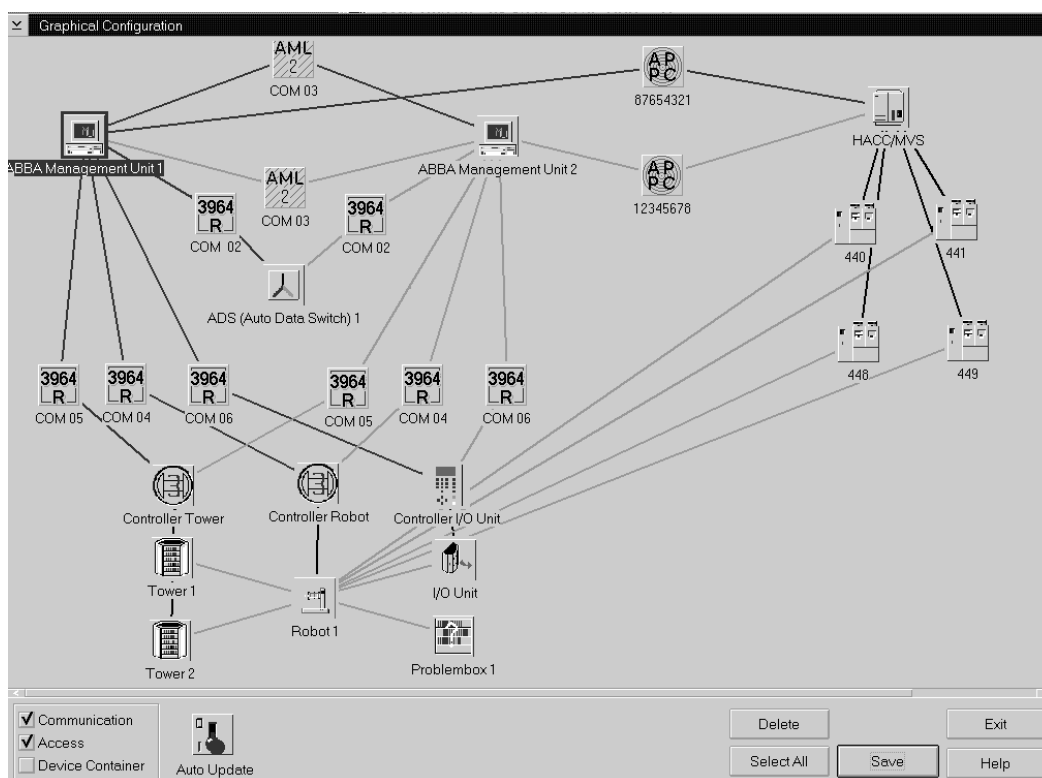 Graphical Configuration
AML
2
COM 03
AP
PC
87654321
HACC/MVS
ABBA Management Unit 1
ABBA Management Unit 2
AML
2
COM 03
AP
PC
12345678
3964
R
COM 02
3964
R
COM 02
440
441
ADS (Auto Data Switch) 1
448
449
3964
R
COM 05
3964
R
COM 04
3964
R
COM 06
3964
R
COM 05
3964
R
COM 04
3964
R
COM 06
Controller Tower
Controller Robot
Controller I/O Unit
Tower 1
I/O Unit
Robot 1
?
Tower 2
Problembox 1
Communication
Access
Device Container
Auto Update
Delete
Exit
Select All
Save
Help